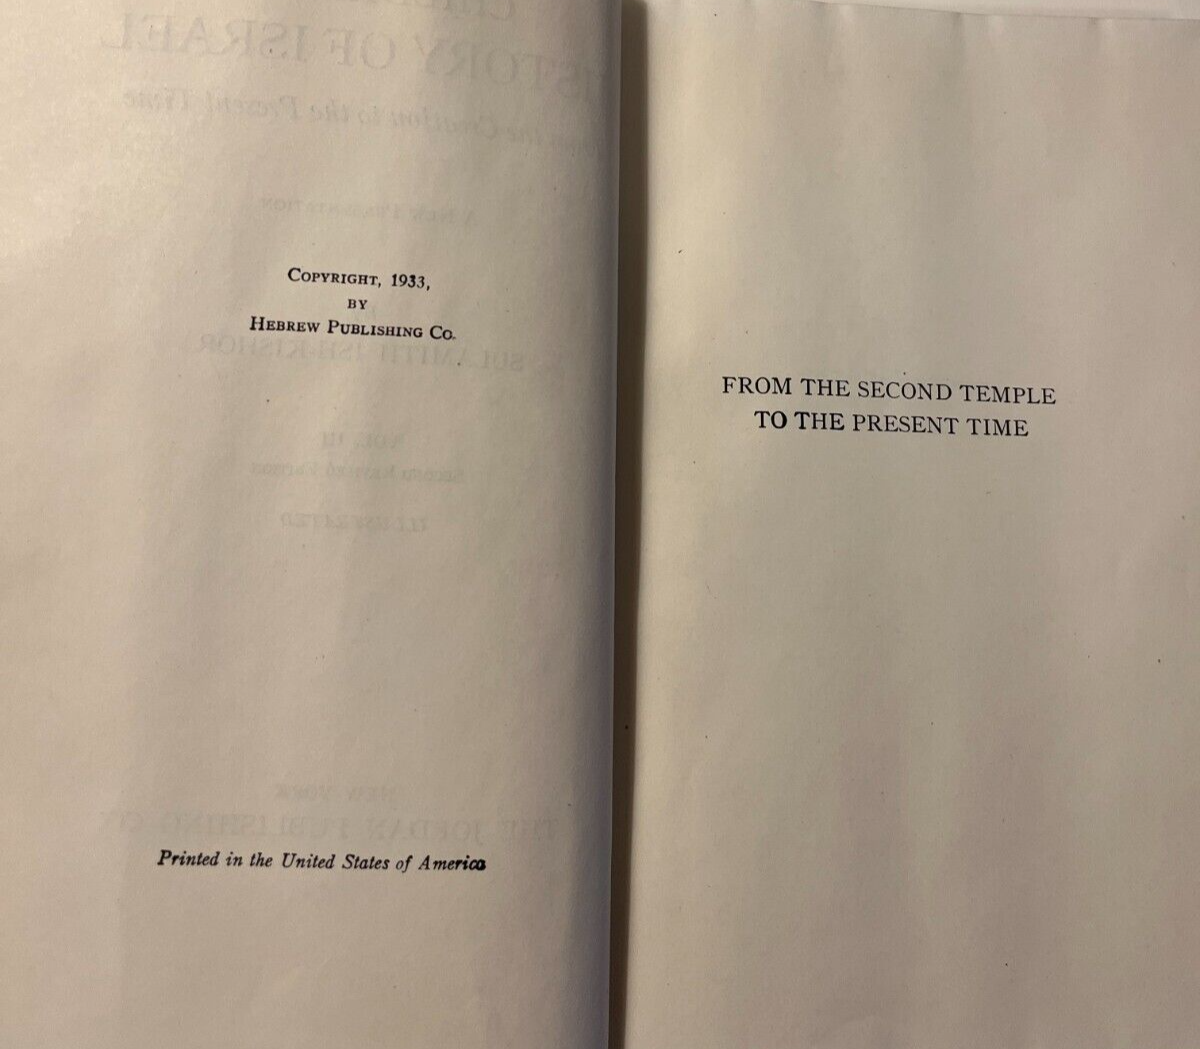 COPYRIGHT, 1933,
BY
HEBREW PUBLISHING CO.
Printed in the United States of America
FROM THE SECOND TEMPLE
TO THE PRESENT TIME